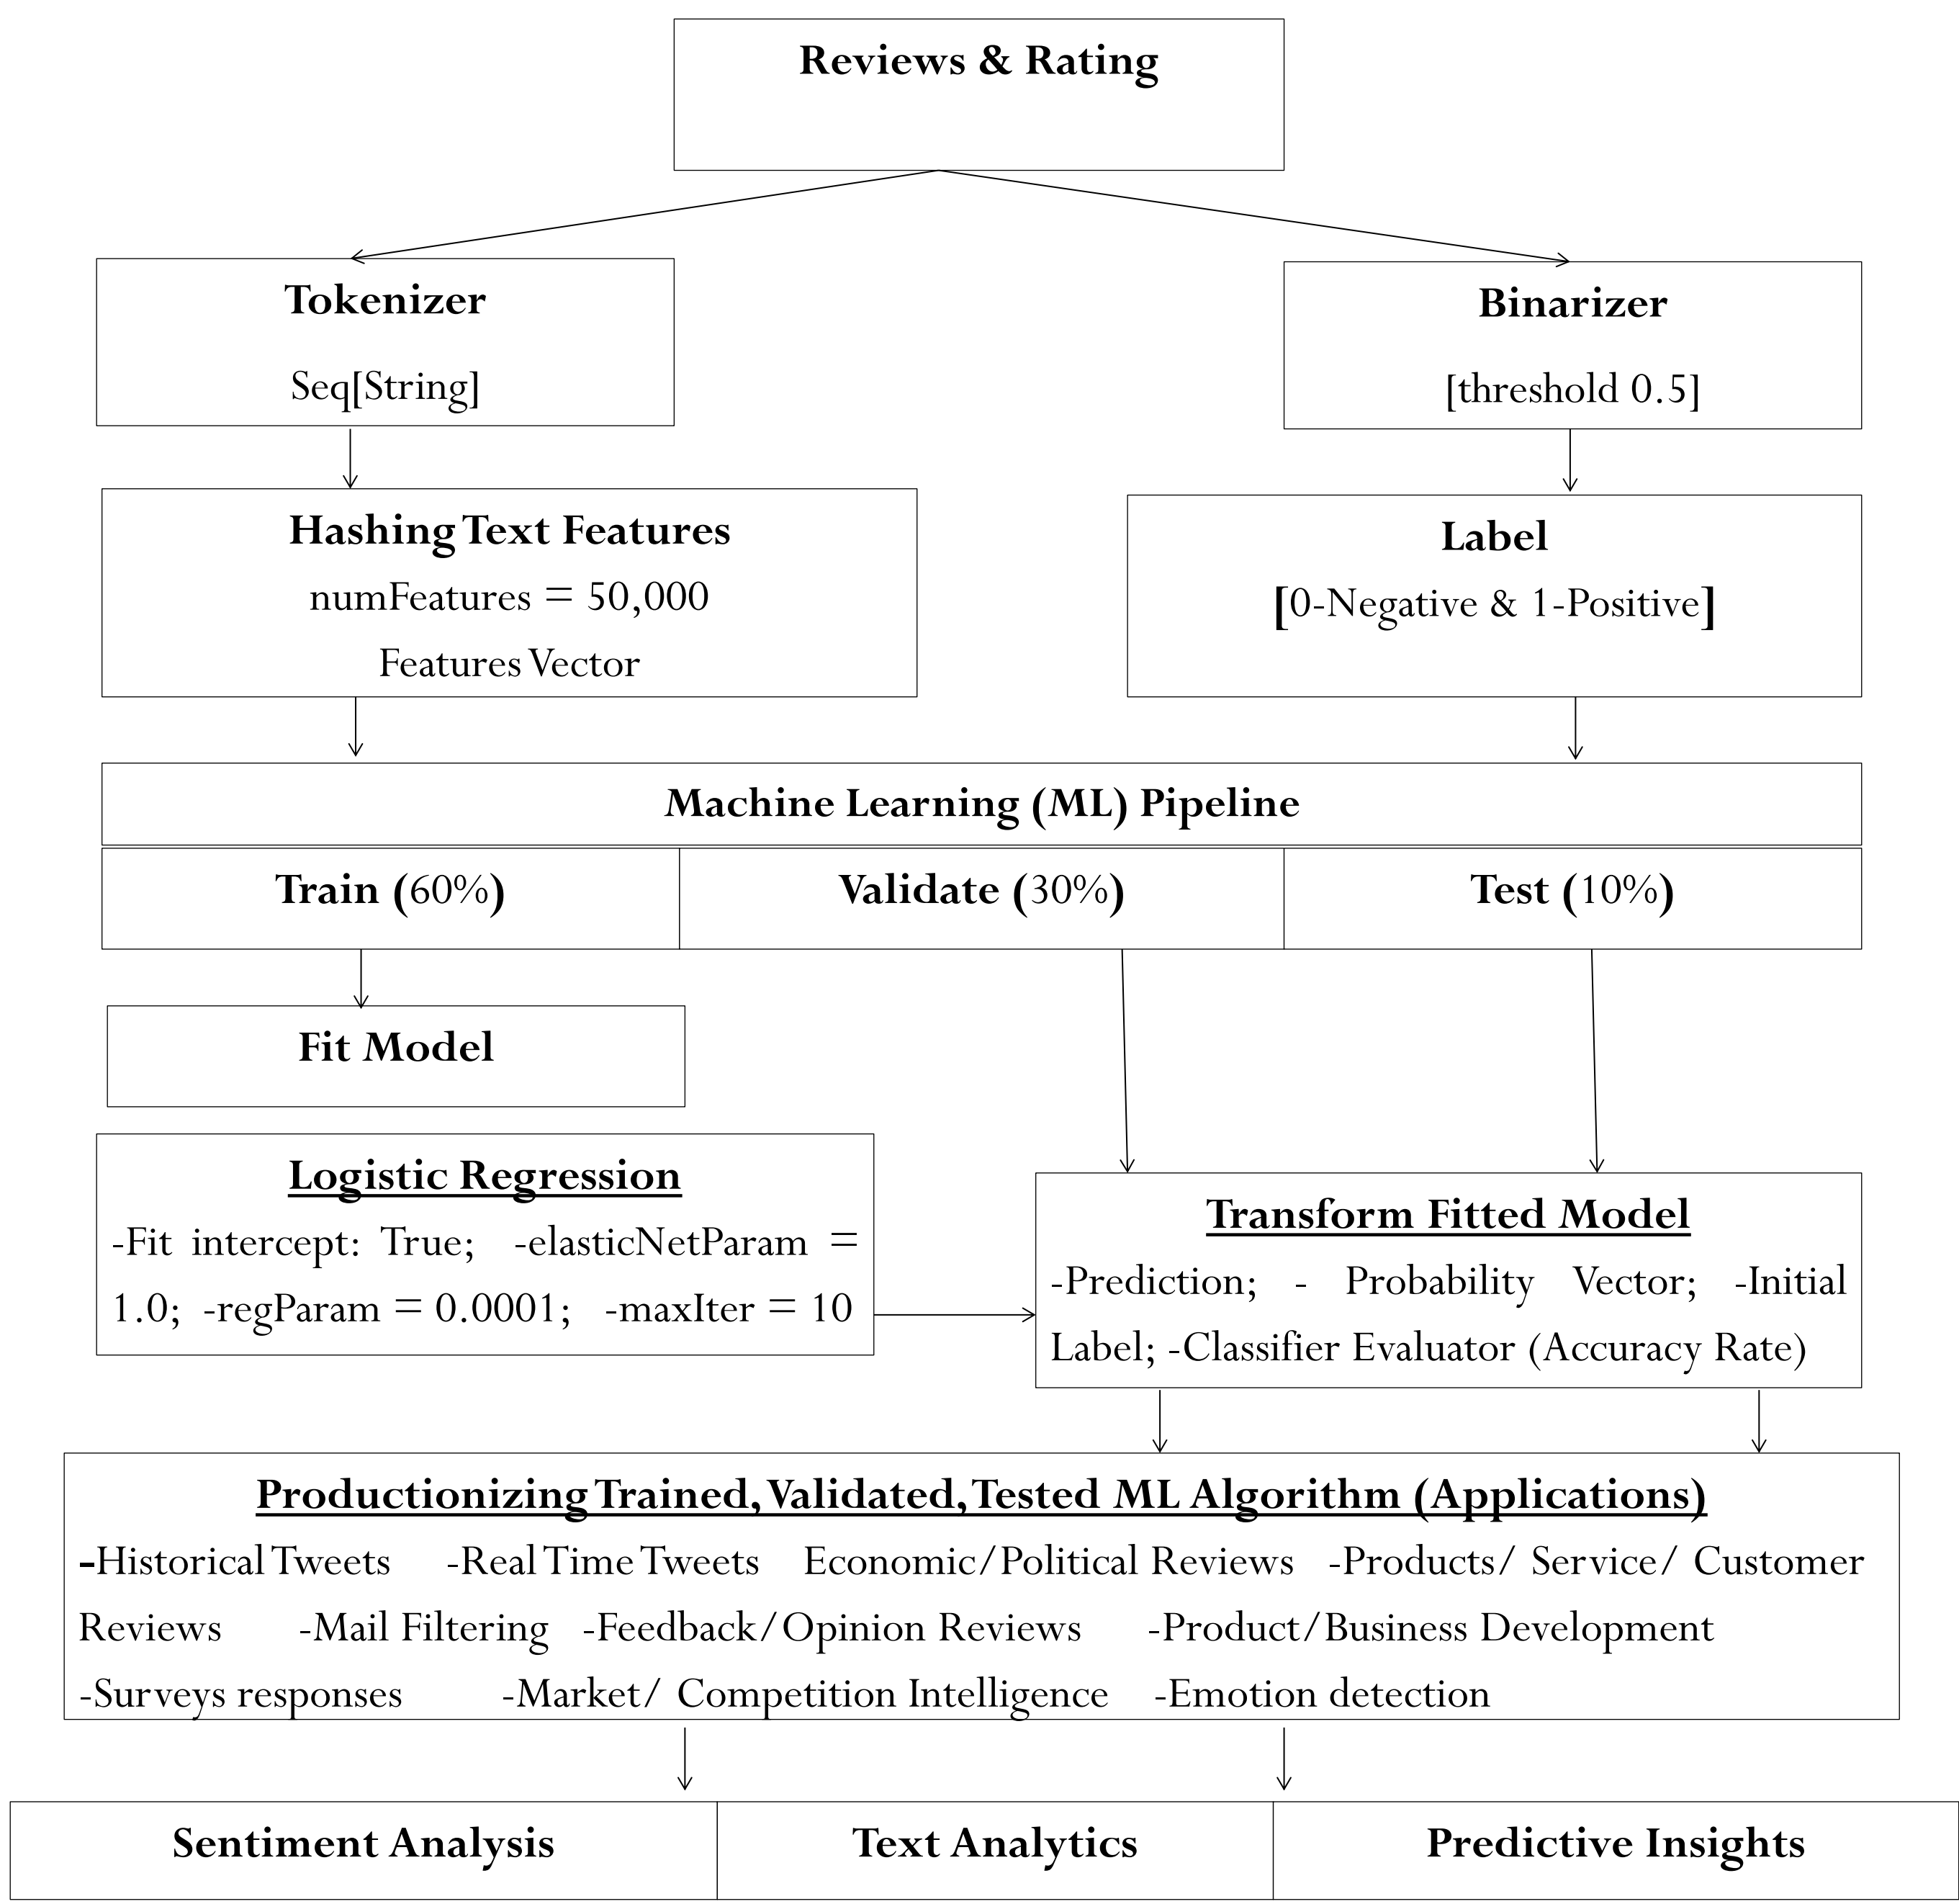 Reviews & Rating
Tokenizer
Seq[String]
Binarizer
[threshold 0.5]
Hashing Text Features
numFeatures = 50,000
Features Vector
Label
[0-Negative & 1-Positive]
Machine Learning (ML) Pipeline
Train (60%)
Validate (30%)
Test (10%)
Fit Model
Logistic Regression
-Fit intercept: True; -elasticNetParam =
1.0; -regParam = 0.0001; -maxIter = 10
Transform Fitted Model
-Prediction; - Probability Vector; -Initial
Label; -Classifier Evaluator (Accuracy Rate)
Productionizing Trained, Validated, Tested ML Algorithm (Applications)
-Historical Tweets -Real Time Tweets Economic/Political Reviews -Products/ Service/ Customer
Reviews -Mail Filtering -Feedback/Opinion Reviews -Product/Business Development
-Surveys responses -Market/ Competition Intelligence -Emotion detection
Sentiment Analysis
Text Analytics
Predictive Insights